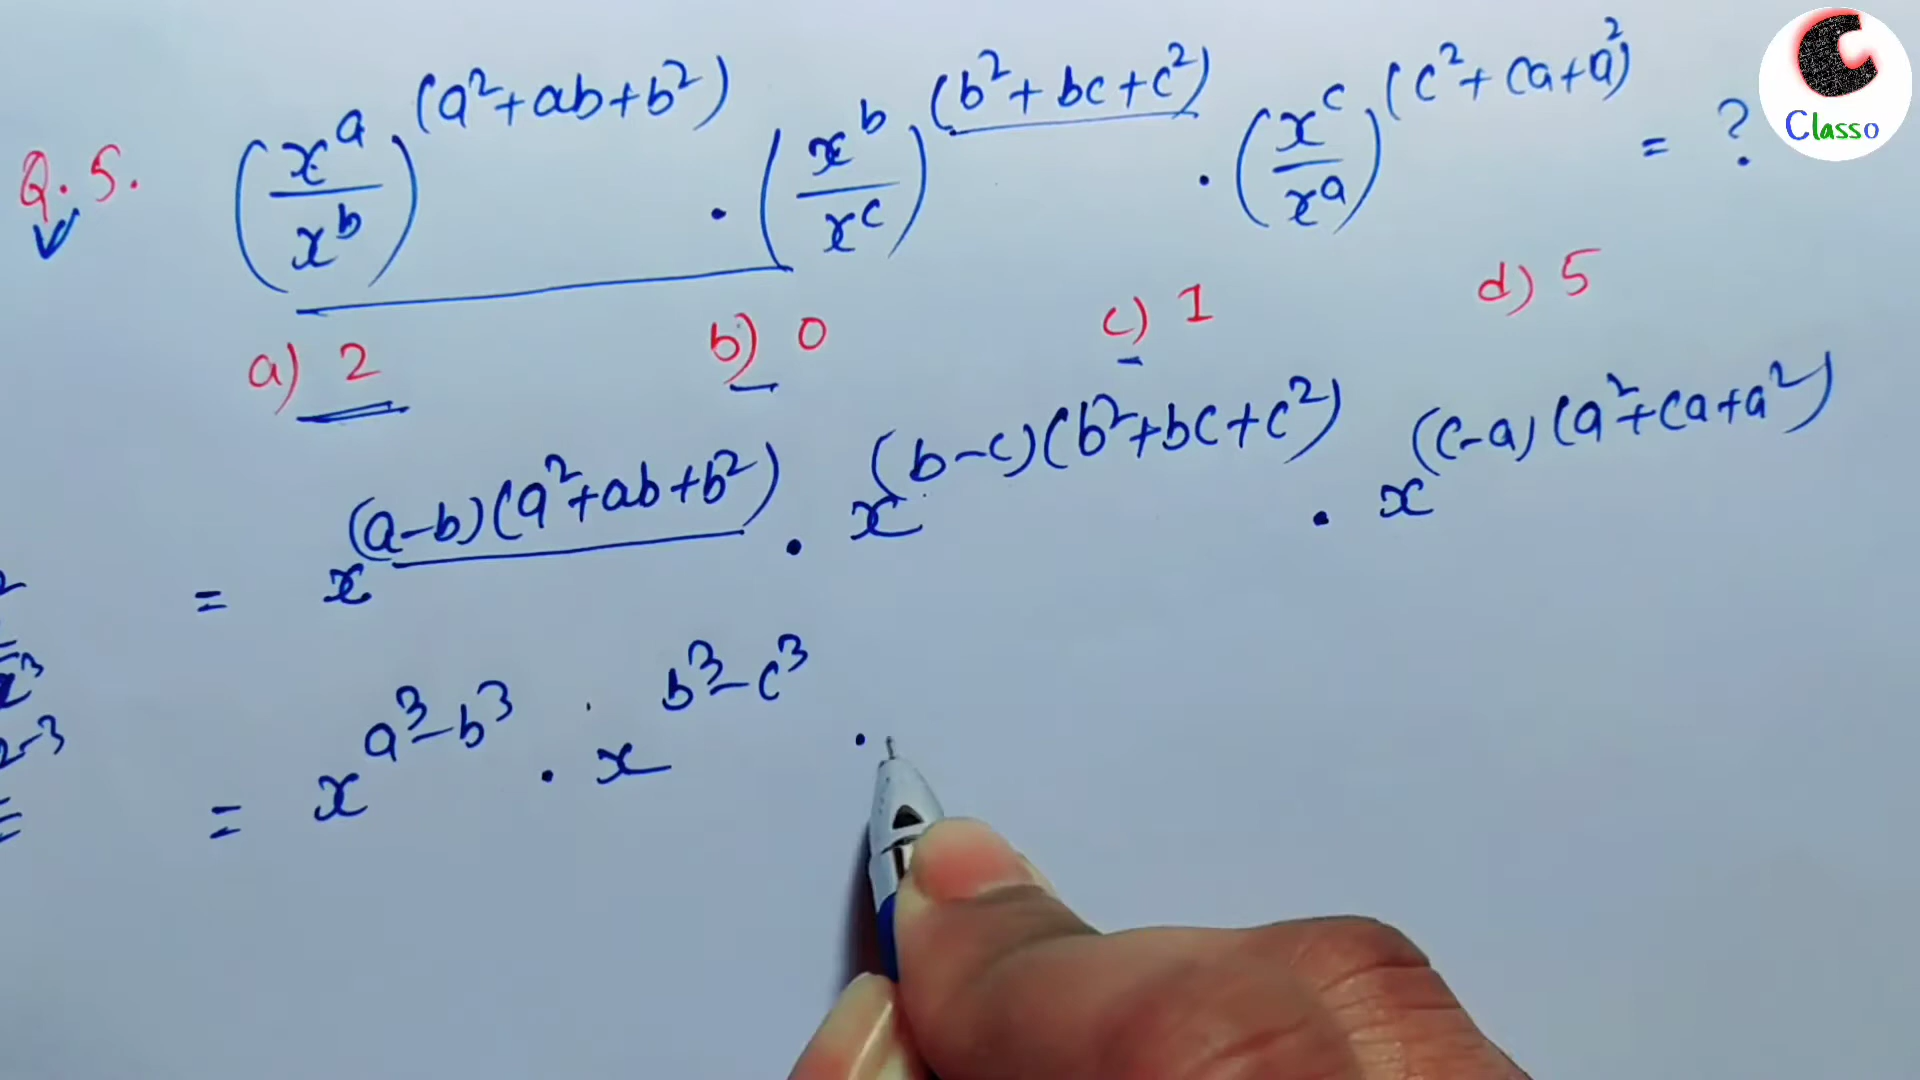 C
Classo
Q. 5. (x^a/x^b)^(a²+ab+b²) · (x^b/x^c)^(b²+bc+c²) · (x^c/x^a)^(c²+ca+a²) = ?
a) 2 b) 0 c) 1 d) 5
= x^(a-b)(a²+ab+b²) · x^(b-c)(b²+bc+c²) · x^(c-a)(a²+ca+a²)
= x^a³-b³ · x^b³-c³ ·